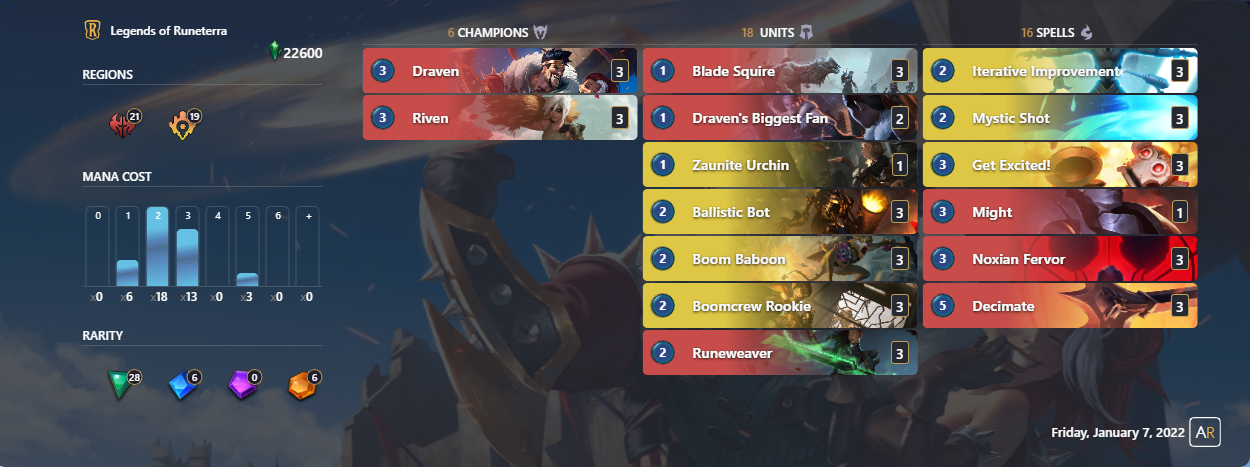 Legends of Runeterra
22600
REGIONS
21 19
MANA COST
0 1 2 3 4 5 6 +
x0 x6 x18 x13 x0 x3 x0 x0
RARITY
28 6 0 6
6 CHAMPIONS
3 Draven 3
3 Riven 3
18 UNITS
1 Blade Squire 3
1 Draven's Biggest Fan 2
1 Zaunite Urchin 1
2 Ballistic Bot 3
2 Boom Baboon 3
2 Boomcrew Rookie 3
2 Runeweaver 3
16 SPELLS
2 Iterative Improvement 3
2 Mystic Shot 3
3 Get Excited! 3
3 Might 1
3 Noxian Fervor 3
5 Decimate 3
Friday, January 7, 2022 AR